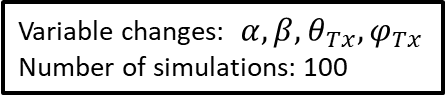 Variable changes: α, β, θ_Tx, φ_Tx
Number of simulations: 100